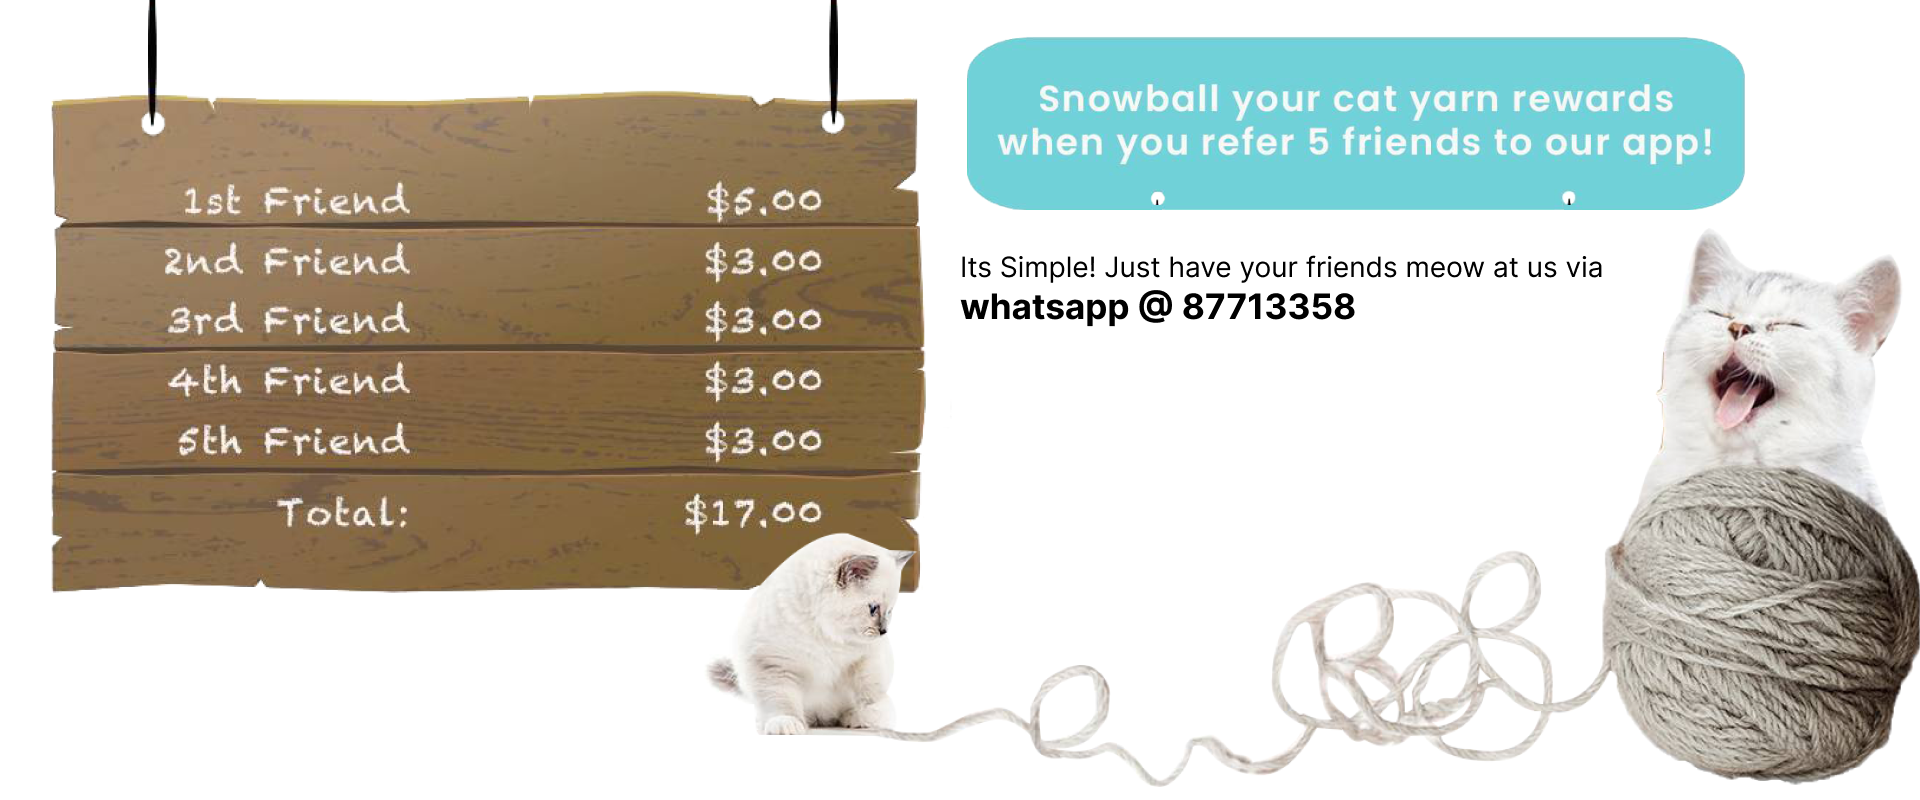 1st Friend $5.00
2nd Friend $3.00
3rd Friend $3.00
4th Friend $3.00
5th Friend $3.00
Total: $17.00
Snowball your cat yarn rewards
when you refer 5 friends to our app!
Its Simple! Just have your friends meow at us via
whatsapp @ 87713358